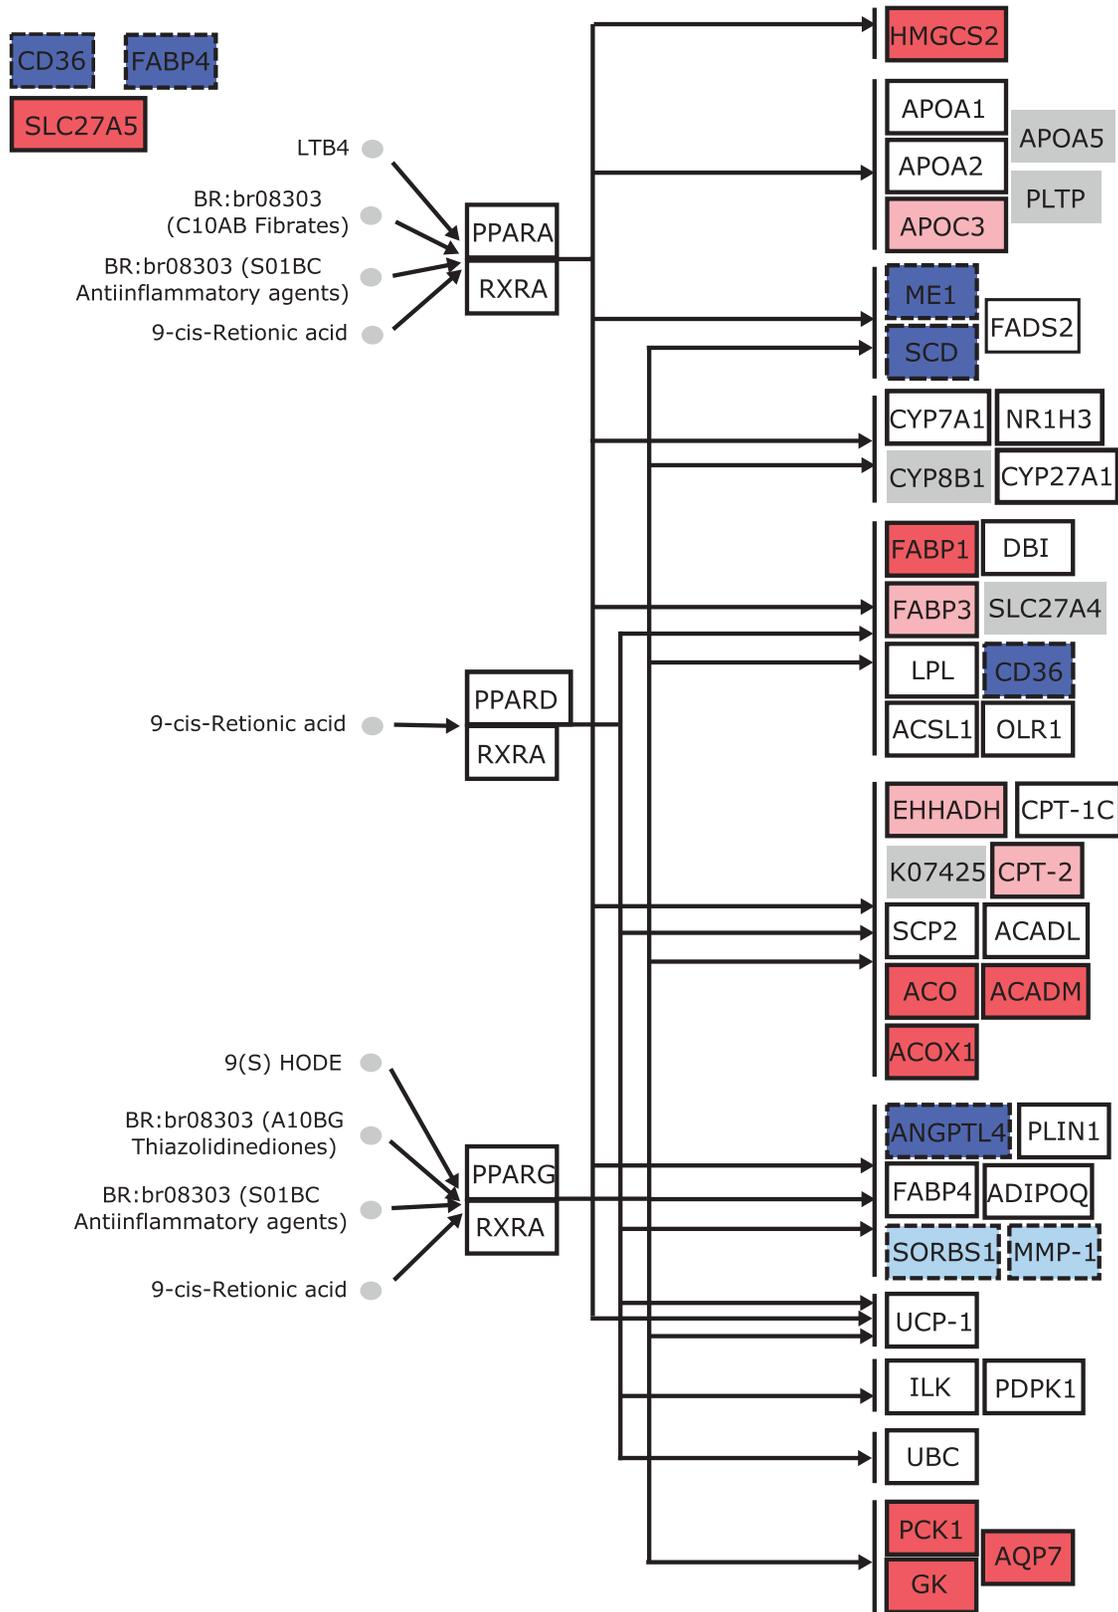 CD36 FABP4
SLC27A5
LTB4
BR:br08303
(C10AB Fibrates)
BR:br08303 (S01BC
Antiinflammatory agents)
9-cis-Retionic acid
PPARA
RXRA
9-cis-Retionic acid
PPARD
RXRA
9(S) HODE
BR:br08303 (A10BG
Thiazolidinediones)
BR:br08303 (S01BC
Antiinflammatory agents)
9-cis-Retionic acid
PPARG
RXRA
HMGCS2
APOA1
APOA5
APOA2
PLTP
APOC3
ME1
FADS2
SCD
CYP7A1 NR1H3
CYP8B1 CYP27A1
FABP1 DBI
FABP3 SLC27A4
LPL CD36
ACSL1 OLR1
EHHADH CPT-1C
K07425 CPT-2
SCP2 ACADL
ACO ACADM
ACOX1
ANGPTL4 PLIN1
FABP4 ADIPOQ
SORBS1 MMP-1
UCP-1
ILK PDPK1
UBC
PCK1
AQP7
GK